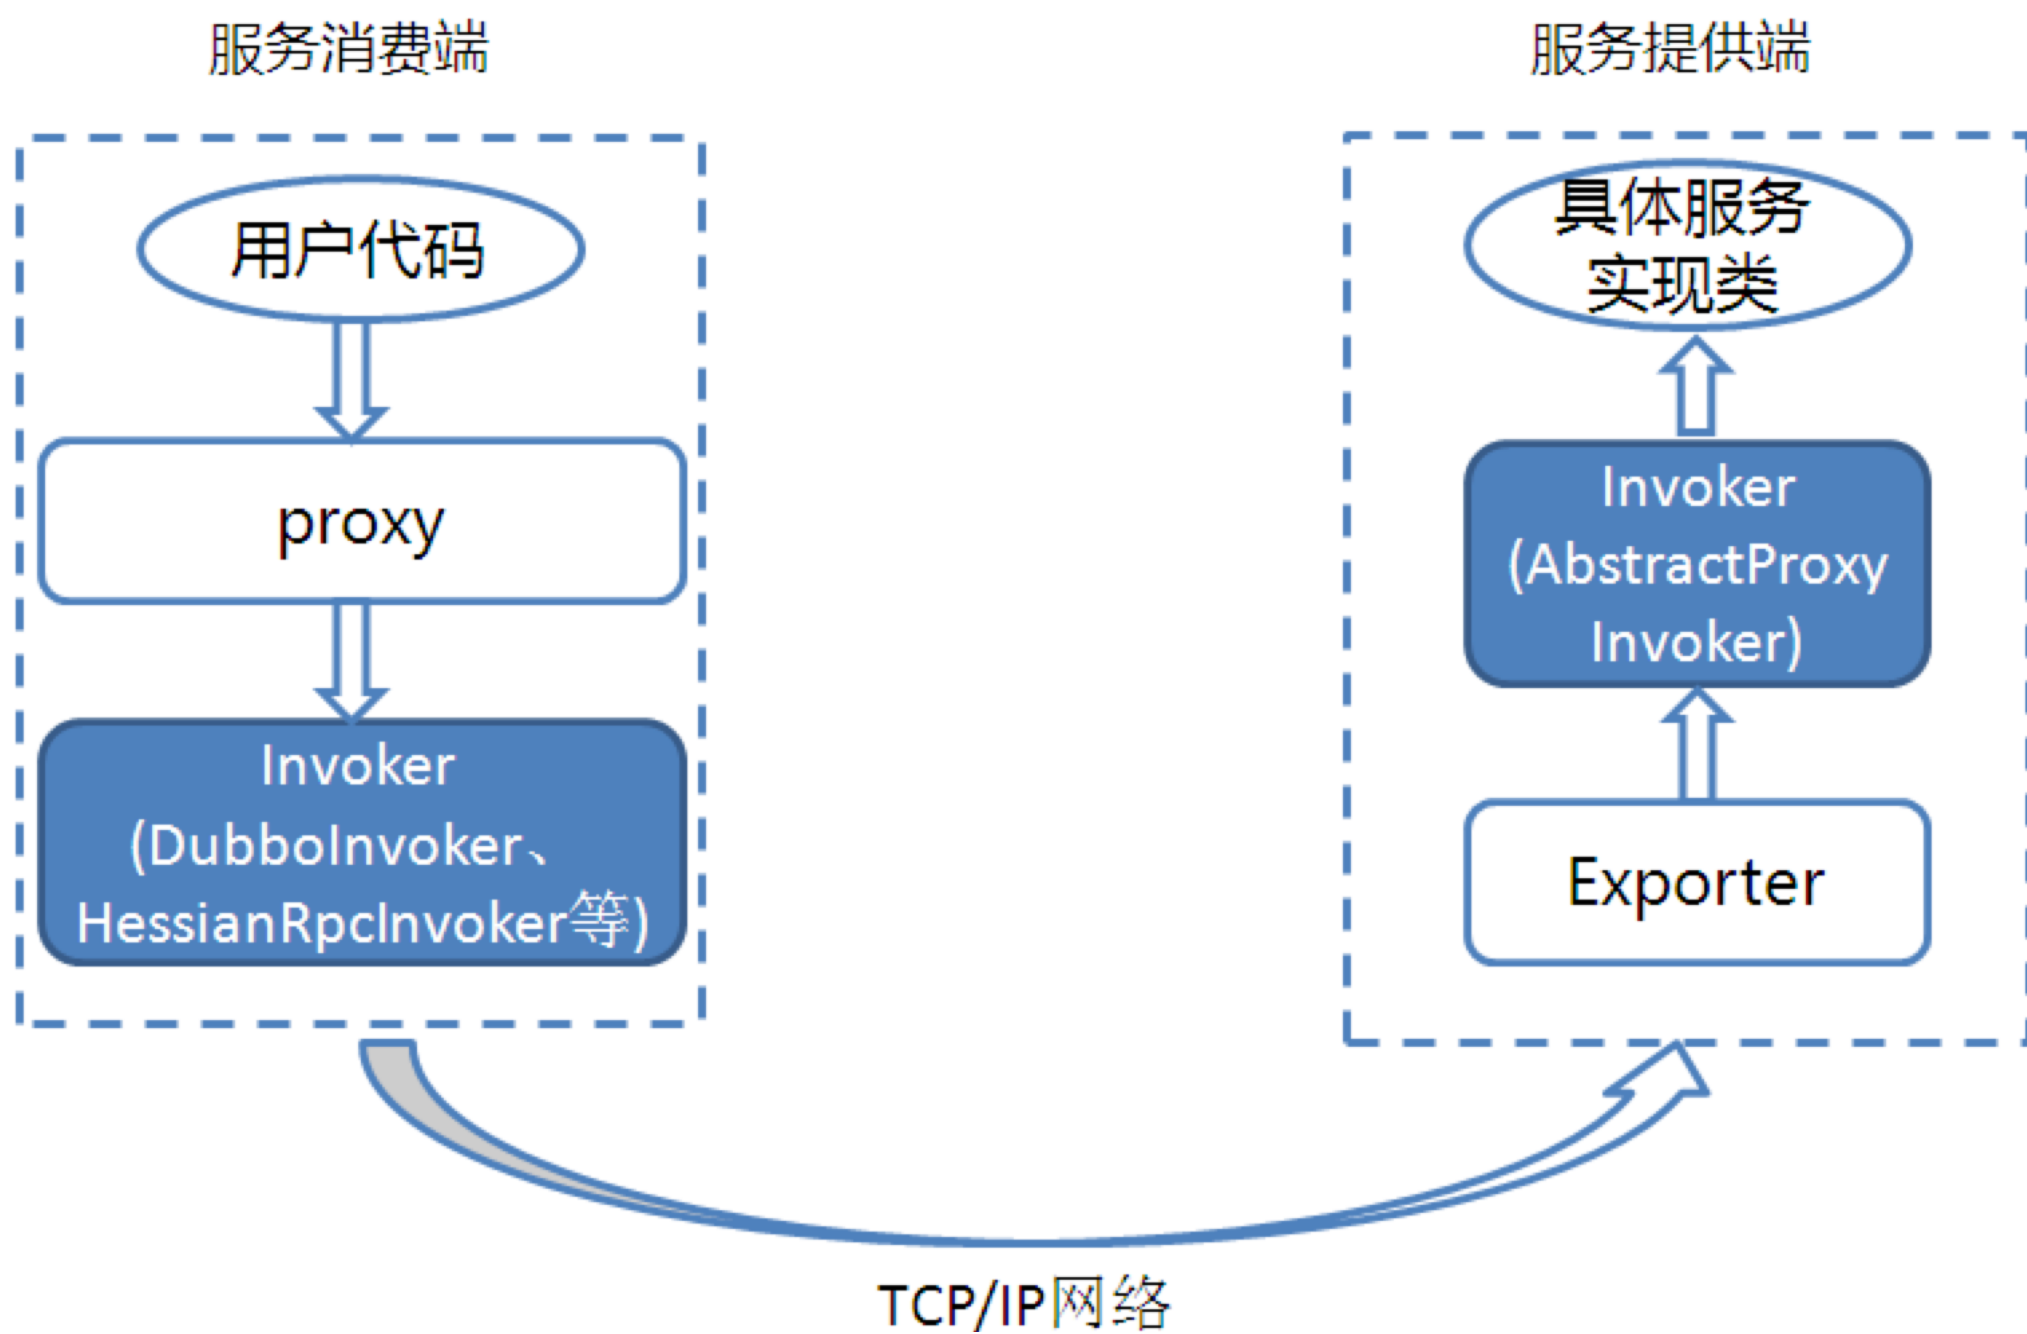 服务消费端
用户代码
proxy
Invoker
(DubboInvoker、
HessianRpcInvoker等)
服务提供端
具体服务
实现类
Invoker
(AbstractProxy
Invoker)
Exporter
TCP/IP网络